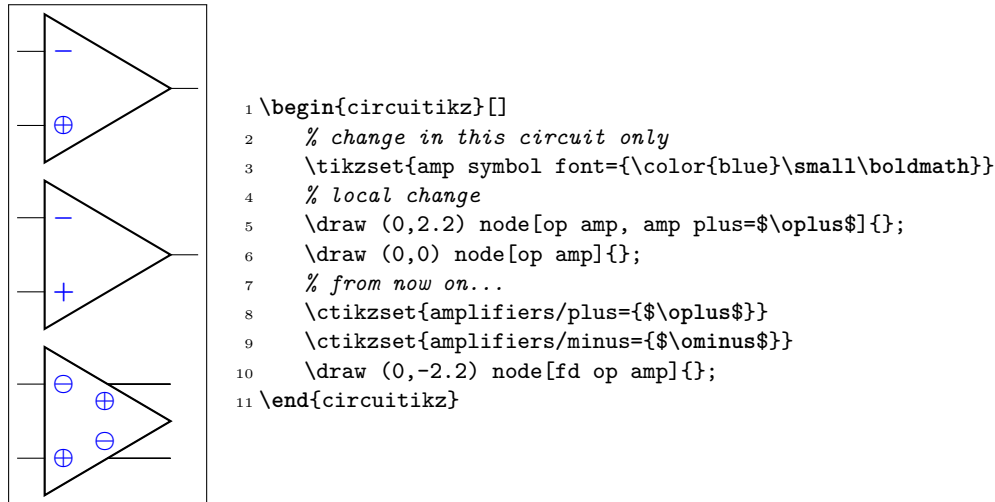 −
⊕
−
+
⊖
⊕
⊖
⊕
1 \begin{circuitikz}[]
2     % change in this circuit only
3     \tikzset{amp symbol font={\color{blue}\small\boldmath}}
4     % local change
5     \draw (0,2.2) node[op amp, amp plus=$\oplus$]{};
6     \draw (0,0) node[op amp]{};
7     % from now on...
8     \ctikzset{amplifiers/plus={$\oplus$}}
9     \ctikzset{amplifiers/minus={$\ominus$}}
10     \draw (0,-2.2) node[fd op amp]{};
11 \end{circuitikz}